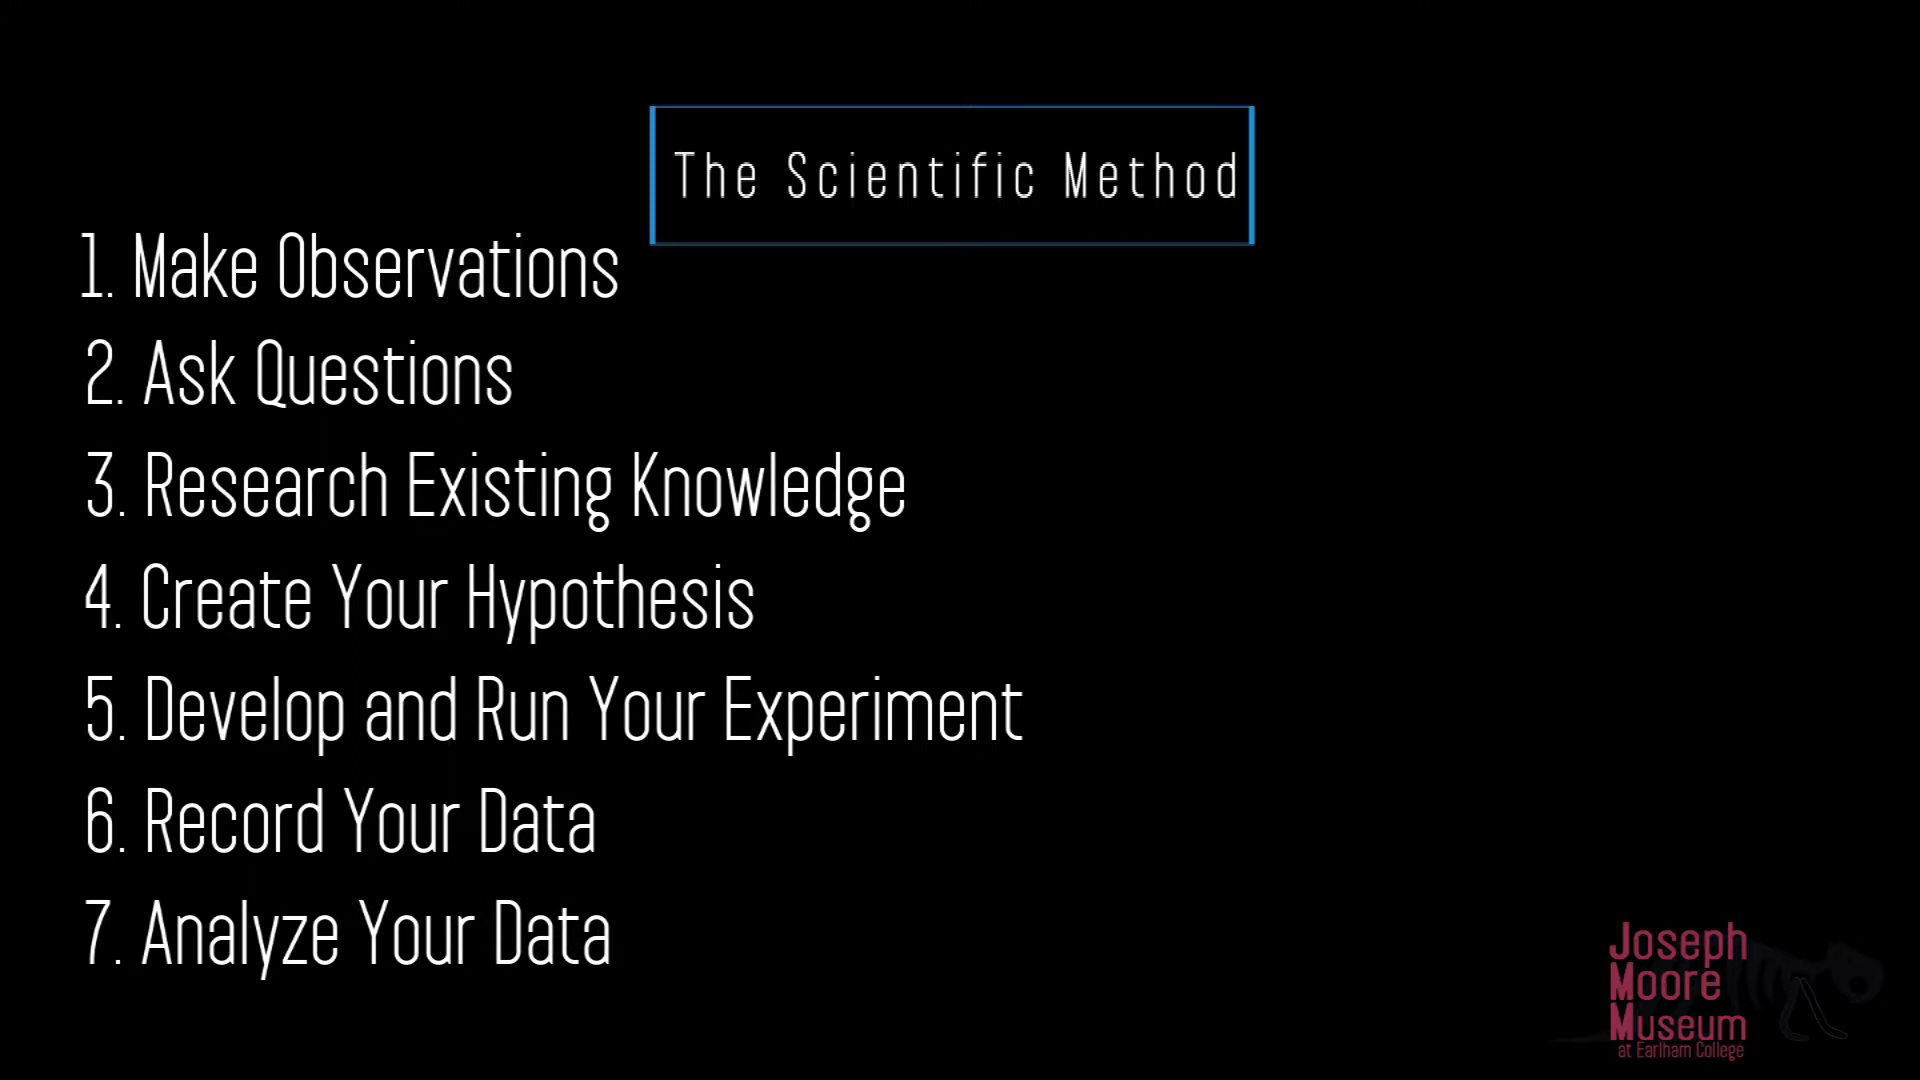 The Scientific Method
1. Make Observations
2. Ask Questions
3. Research Existing Knowledge
4. Create Your Hypothesis
5. Develop and Run Your Experiment
6. Record Your Data
7. Analyze Your Data
Joseph
Moore
Museum
at Earlham College